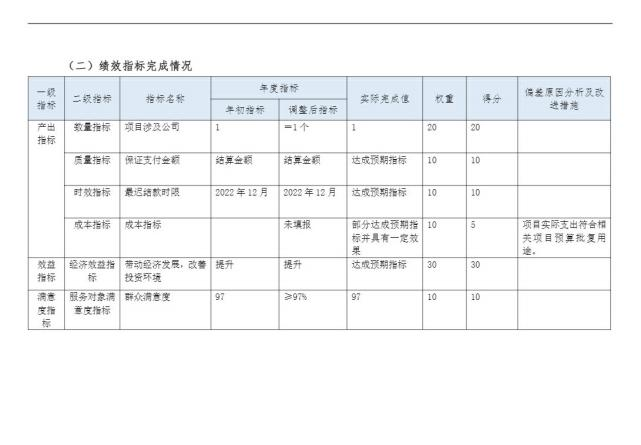 （二）绩效指标完成情况
一级指标 二级指标 指标名称 年度指标 实际完成值 权重 得分 偏差原因分析及改进措施
年初指标 调整后指标
产出指标 数量指标 项目涉及公司 1 ＝1个 1 20 20
质量指标 保证支付金额 结算金额 结算金额 达成预期指标 10 10
时效指标 最迟结款时限 2022年12月 2022年12月 达成预期指标 10 10
成本指标 成本指标 未填报 部分达成预期指标并具有一定效果 10 5 项目实际支出符合相关项目预算批复用途。
效益指标 经济效益指标 带动经济发展，改善投资环境 提升 提升 达成预期指标 30 30
满意度指标 服务对象满意度指标 群众满意度 97 ≥97% 97 10 10